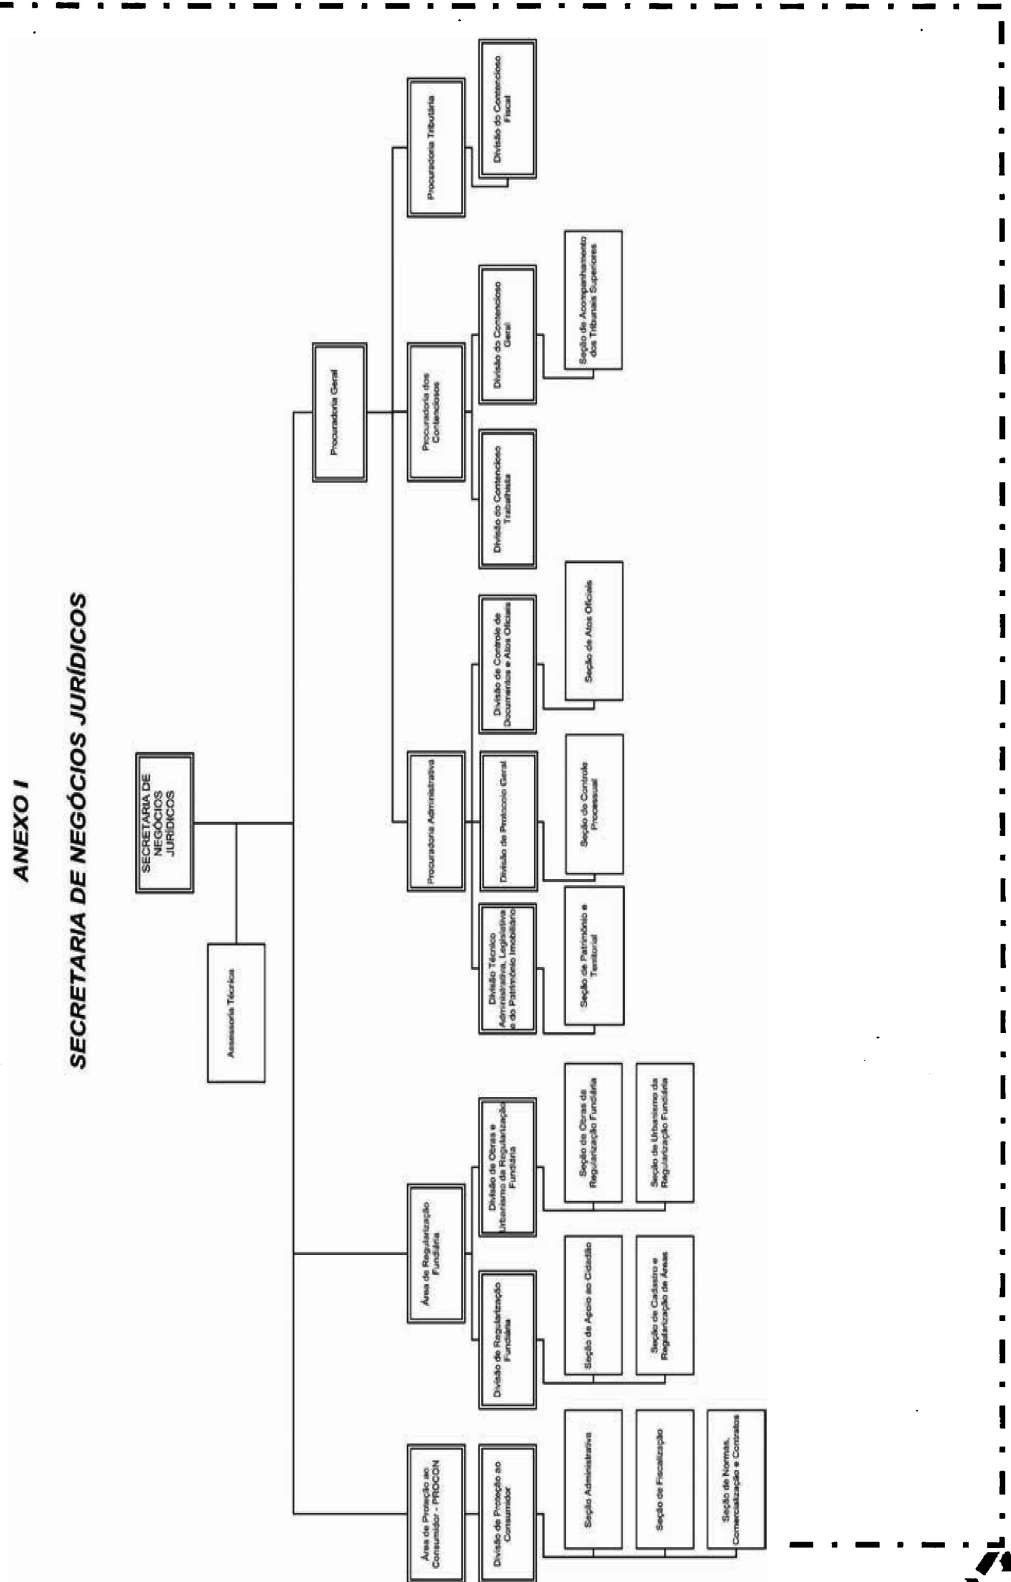 ANEXO I
SECRETARIA DE NEGÓCIOS JURÍDICOS
SECRETARIA DE
NEGÓCIOS
JURÍDICOS
Assessoria Técnica
Procuradoria Geral
Área de Proteção ao
Consumidor - PROCON
Área de Regularização
Fundiária
Procuradoria Administrativa
Procuradoria dos
Contenciosos
Procuradoria Tributária
Divisão de Proteção ao
Consumidor
Divisão de Regularização
Fundiária
Divisão de Obras e
Urbanismo da Regularização
Fundiária
Divisão Técnico
Administrativa, Legislativa
e do Patrimônio Imobiliário
Divisão de Protocolo Geral
Divisão de Controle de
Documentos e Atos Oficiais
Divisão do Contencioso
Trabalhista
Divisão do Contencioso
Geral
Divisão do Contencioso
Fiscal
Seção Administrativa
Seção de Apoio ao Cidadão
Seção de Obras da
Regularização Fundiária
Seção de Patrimônio e
Territorial
Seção de Controle
Processual
Seção de Atos Oficiais
Seção de Acompanhamento
dos Tribunais Superiores
Seção de Fiscalização
Seção de Cadastro e
Regularização de Áreas
Seção de Urbanismo da
Regularização Fundiária
Seção de Normas,
Comercialização e Contratos